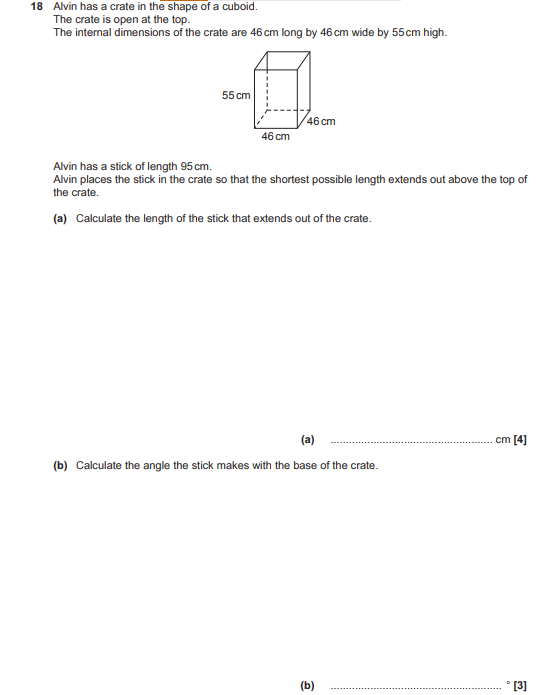 18 Alvin has a crate in the shape of a cuboid.
The crate is open at the top.
The internal dimensions of the crate are 46 cm long by 46 cm wide by 55 cm high.
55 cm
46 cm
46 cm
Alvin has a stick of length 95 cm.
Alvin places the stick in the crate so that the shortest possible length extends out above the top of
the crate.
(a) Calculate the length of the stick that extends out of the crate.
(a) ...................................................... cm [4]
(b) Calculate the angle the stick makes with the base of the crate.
(b) ......................................................... ° [3]